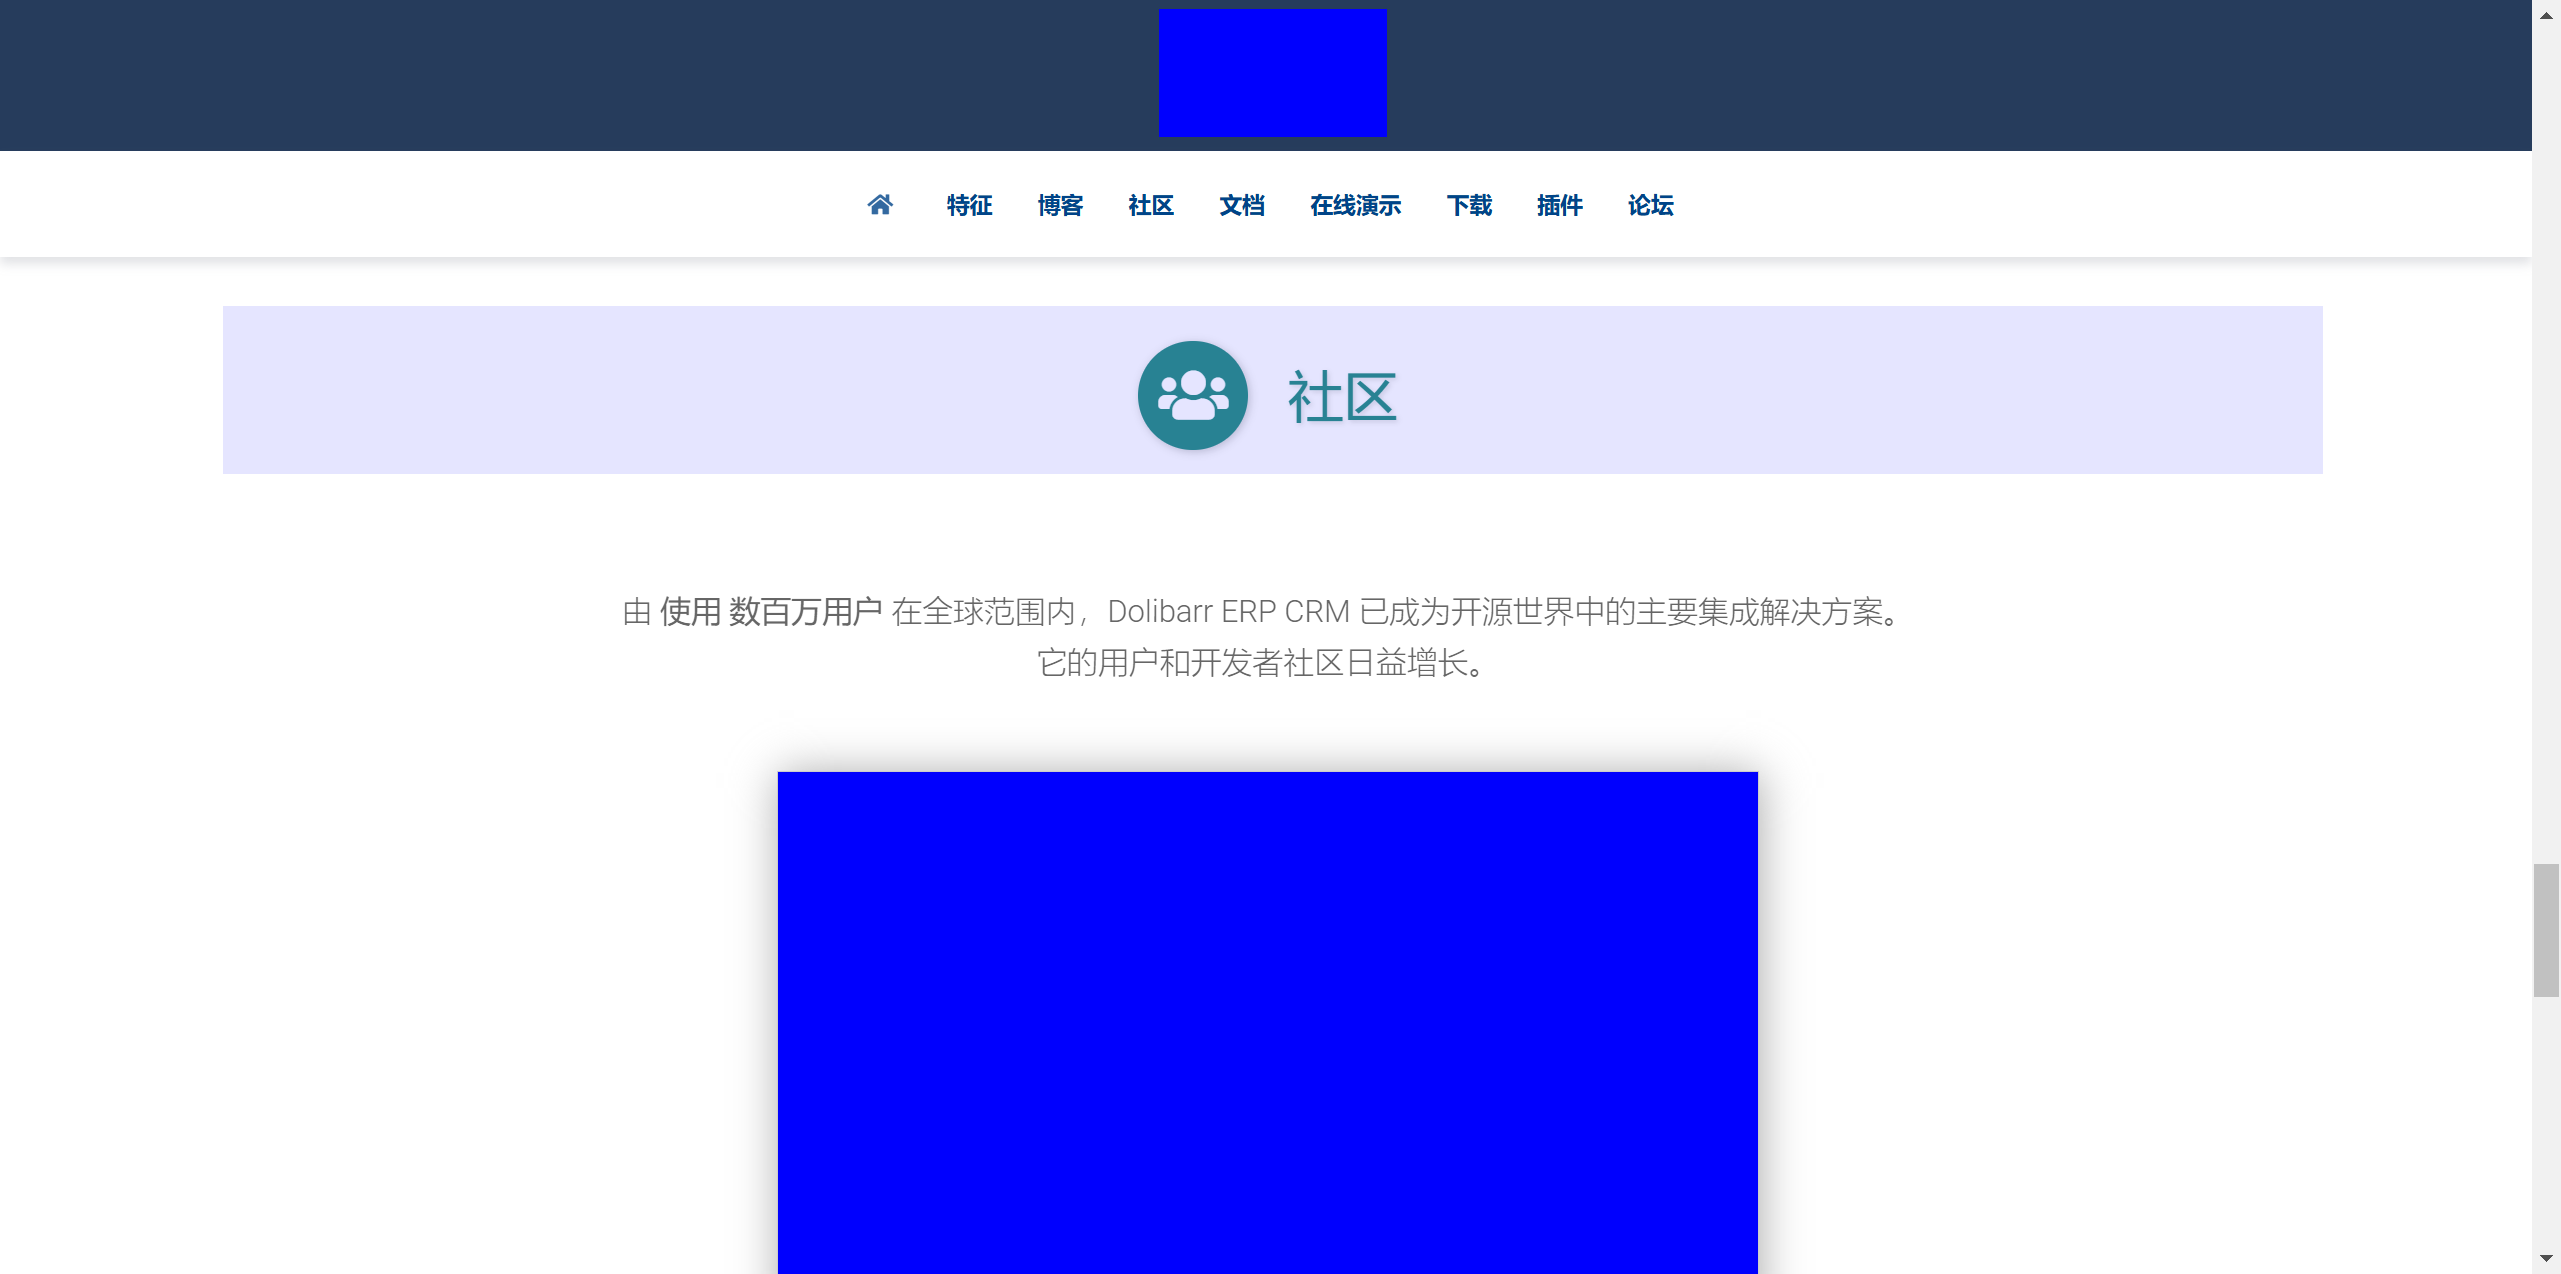 特征 博客 社区 文档 在线演示 下载 插件 论坛
社区
由 使用 数百万用户 在全球范围内，Dolibarr ERP CRM 已成为开源世界中的主要集成解决方案。
它的用户和开发者社区日益增长。